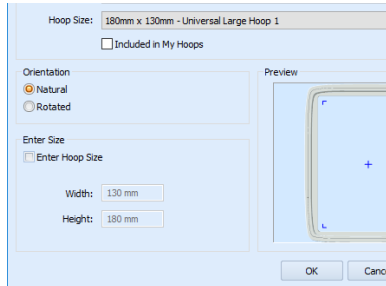 Hoop Size: 180mm x 130mm - Universal Large Hoop 1
Included in My Hoops
Orientation
Natural
Rotated
Preview
Enter Size
Enter Hoop Size
Width: 130 mm
Height: 180 mm
OK
Canc